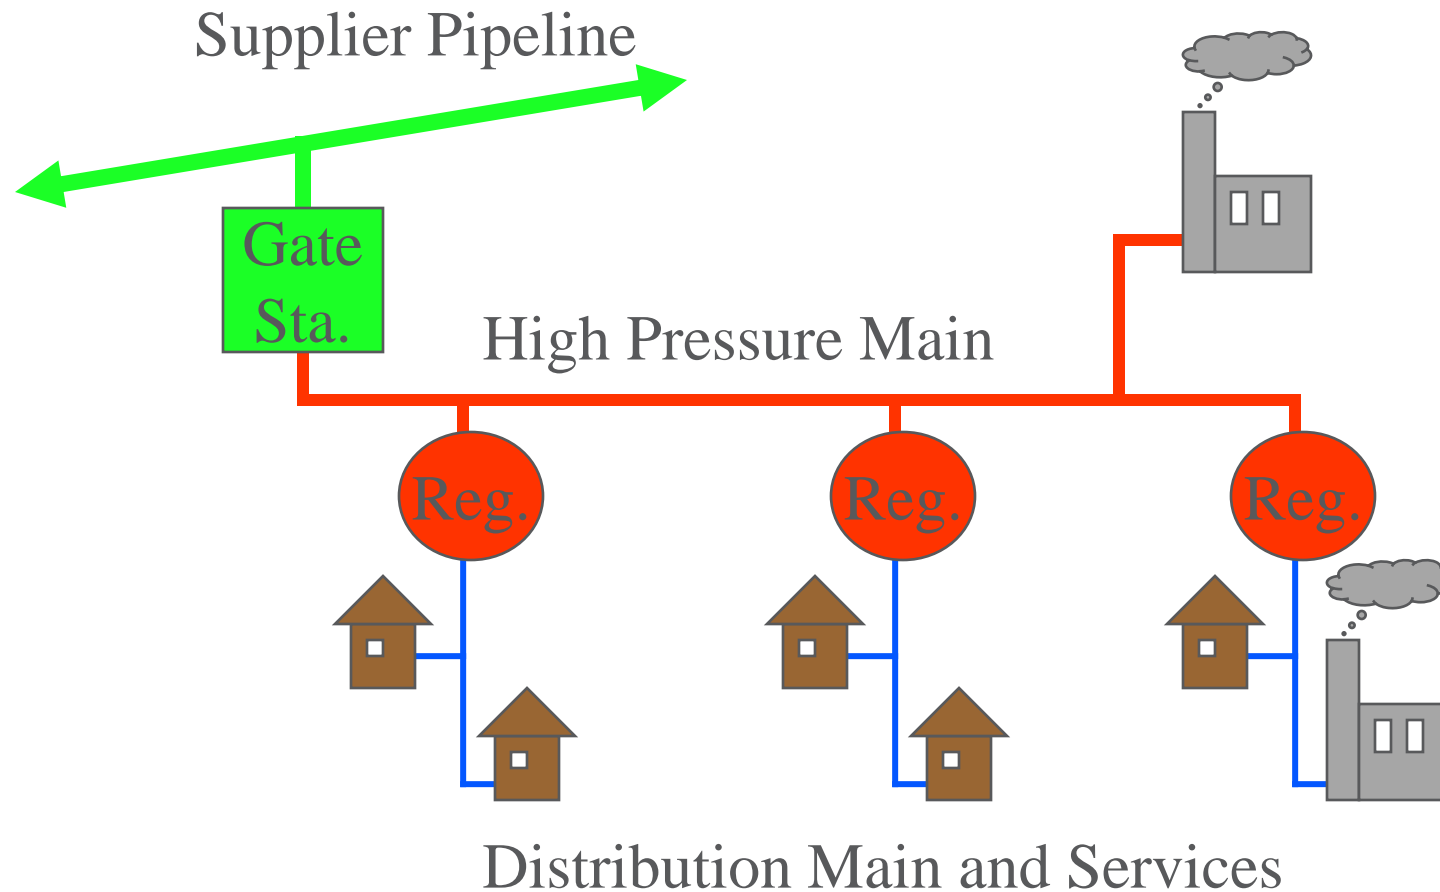 Supplier Pipeline
Gate
Sta.
High Pressure Main
Reg.
Reg.
Reg.
Distribution Main and Services